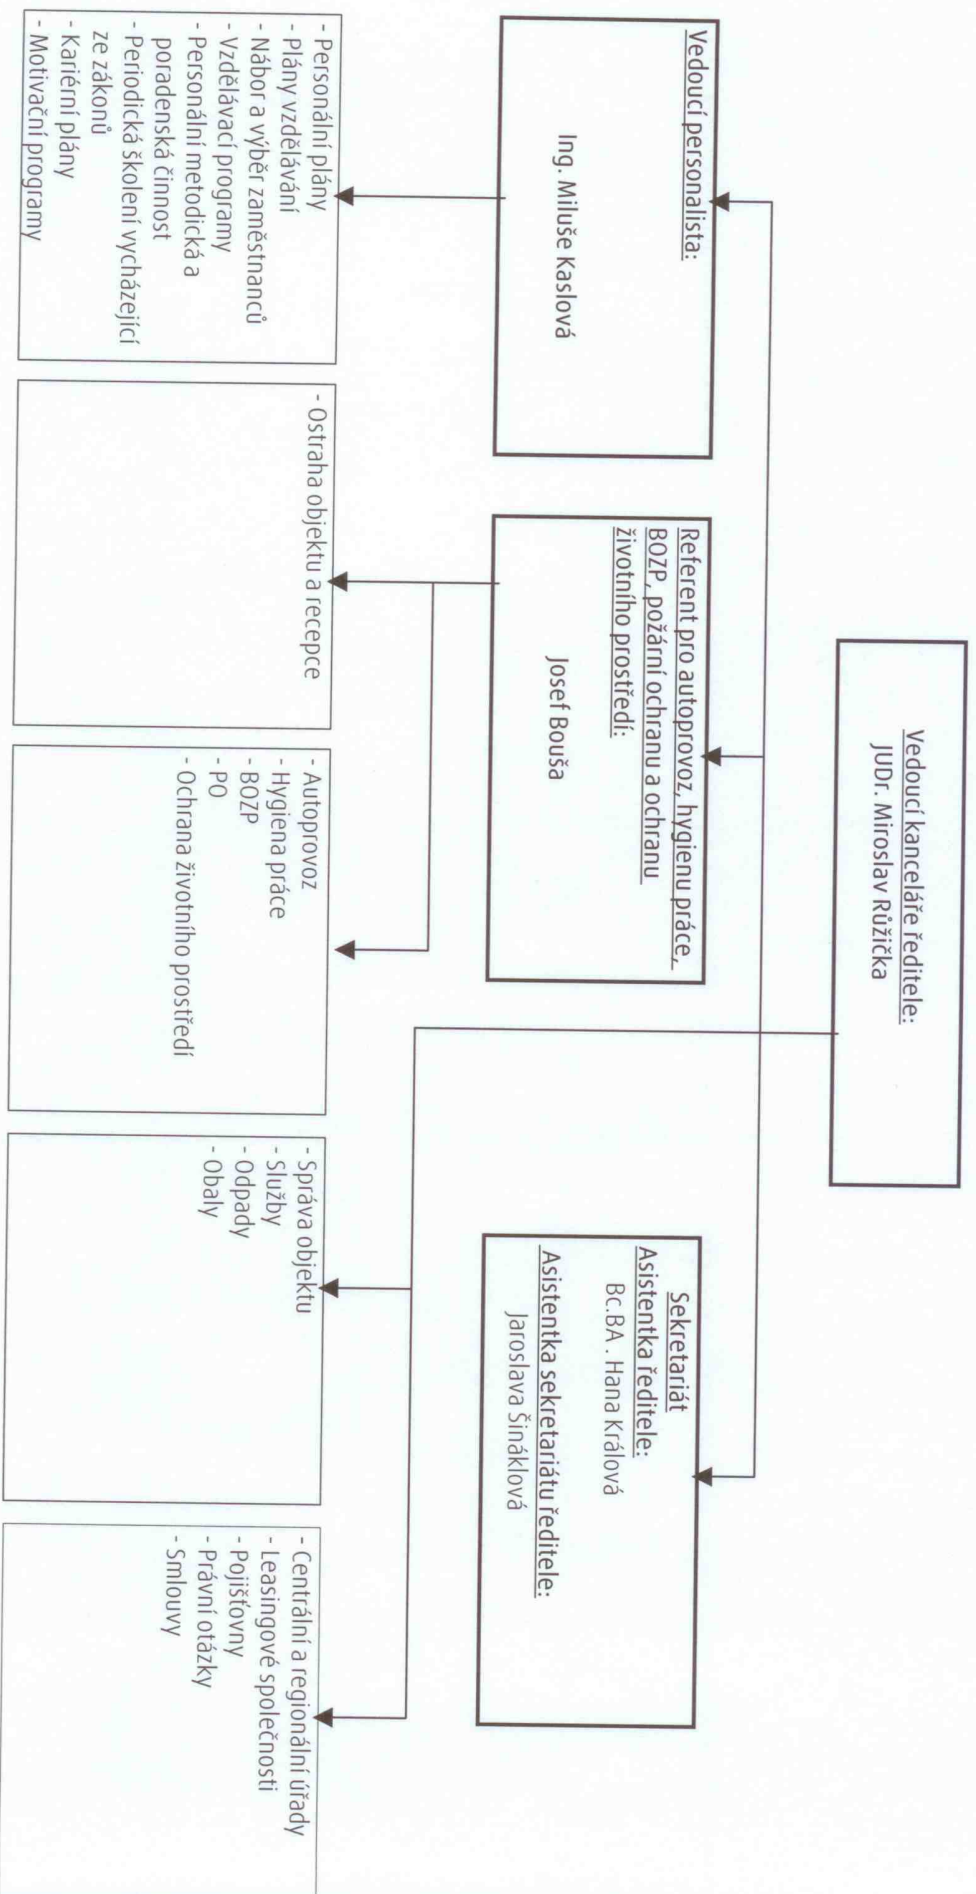 Vedoucí kanceláře ředitele:
JUDr. Miroslav Růžička
Vedoucí personalista:
Ing. Miluše Kaslová
Referent pro autoprovoz, hygienu práce,
BOZP, požární ochranu a ochranu
životního prostředí:
Josef Bouša
Sekretariát
Asistentka ředitele:
Bc.BA . Hana Králová
Asistentka sekretariátu ředitele:
Jaroslava Šináklová
- Personální plány
- Plány vzdělávání
- Nábor a výběr zaměstnanců
- Vzdělávací programy
- Personální metodická a
poradenská činnost
- Periodická školení vycházející
ze zákonů
- Kariérní plány
- Motivační programy
- Ostraha objektu a recepce
- Autoprovoz
- Hygiena práce
- BOZP
- PO
- Ochrana životního prostředí
- Správa objektu
- Služby
- Odpady
- Obaly
- Centrální a regionální úřady
- Leasingové společnosti
- Pojišťovny
- Právní otázky
- Smlouvy